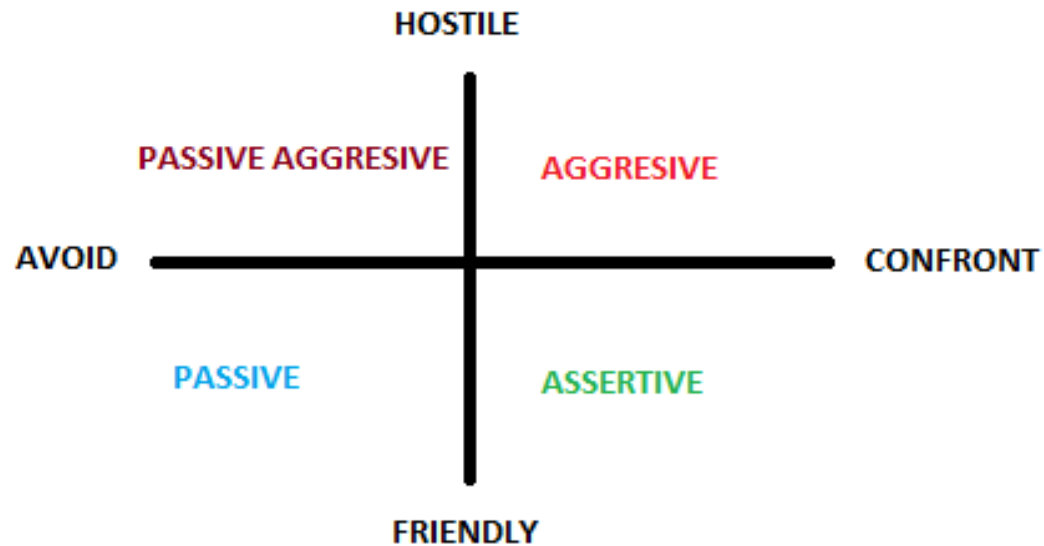 HOSTILE
PASSIVE AGGRESIVE
AGGRESIVE
AVOID
CONFRONT
PASSIVE
ASSERTIVE
FRIENDLY